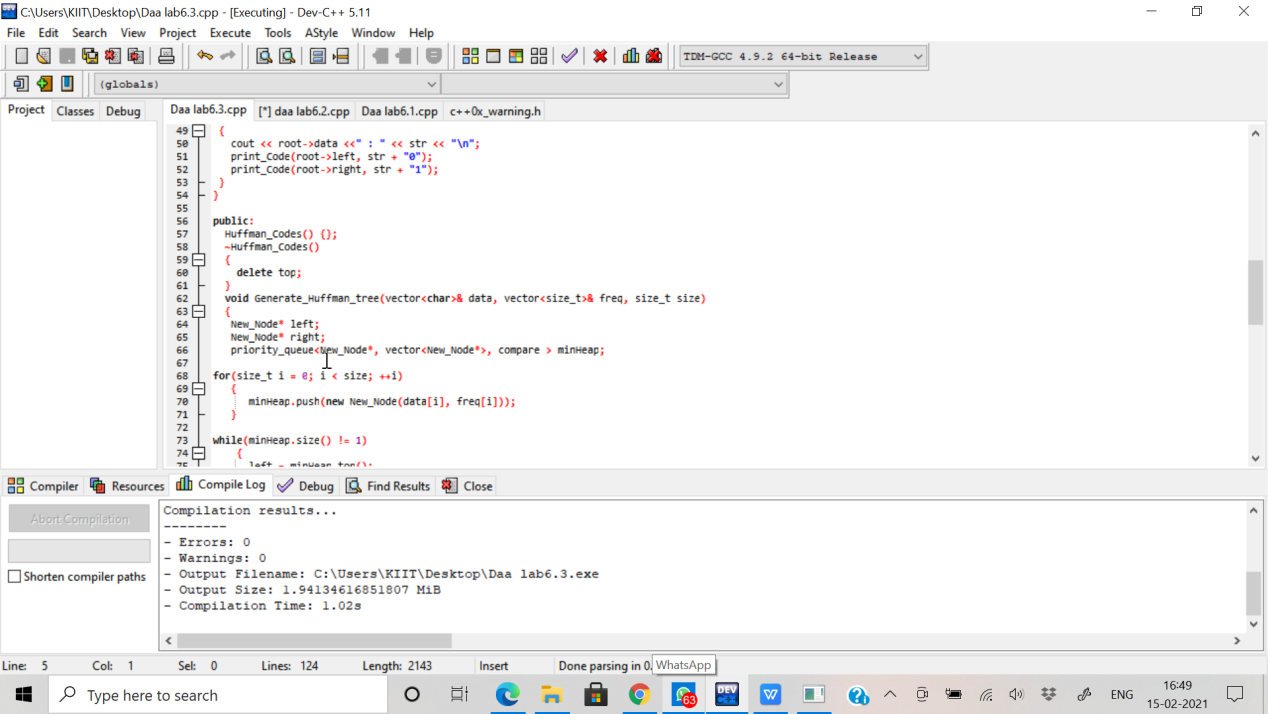 C:\Users\KIIT\Desktop\Daa lab6.3.cpp - [Executing] - Dev-C++ 5.11
File Edit Search View Project Execute Tools AStyle Window Help
TDM-GCC 4.9.2 64-bit Release
(globals)
Project Classes Debug
Daa lab6.3.cpp [*] daa lab6.2.cpp Daa lab6.1.cpp c++0x_warning.h
49 {
50 cout << root->data <<" : " << str << "\n";
51 print_Code(root->left, str + "0");
52 print_Code(root->right, str + "1");
53 }
54 }
55
56 public:
57 Huffman_Codes() {};
58 ~Huffman_Codes()
59 {
60 delete top;
61 }
62 void Generate_Huffman_tree(vector<char>& data, vector<size_t>& freq, size_t size)
63 {
64 New_Node* left;
65 New_Node* right;
66 priority_queue<New_Node*, vector<New_Node*>, compare > minHeap;
67
68 for(size_t i = 0; i < size; ++i)
69 {
70 minHeap.push(new New_Node(data[i], freq[i]));
71 }
72
73 while(minHeap.size() != 1)
74 {
75 left = minHeap.top();
Compiler Resources Compile Log Debug Find Results Close
Abort Compilation
Shorten compiler paths
Compilation results...
--------
- Errors: 0
- Warnings: 0
- Output Filename: C:\Users\KIIT\Desktop\Daa lab6.3.exe
- Output Size: 1.94134616851807 MiB
- Compilation Time: 1.02s
Line: 5 Col: 1 Sel: 0 Lines: 124 Length: 2143 Insert Done parsing in 0.
WhatsApp
Type here to search
63
DEV
W
ENG
16:49
15-02-2021